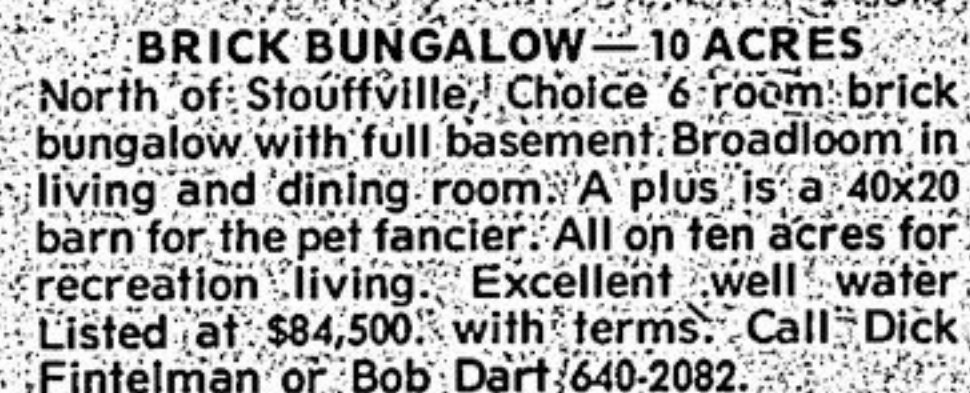 BRICK BUNGALOW — 10 ACRES
North of Stouffville, Choice 6 room brick
bungalow with full basement. Broadloom in
living and dining room. A plus is a 40x20
barn for the pet fancier. All on ten acres for
recreation living. Excellent well water
Listed at $84,500. with terms. Call Dick
Fintelman or Bob Dart 640-2082.